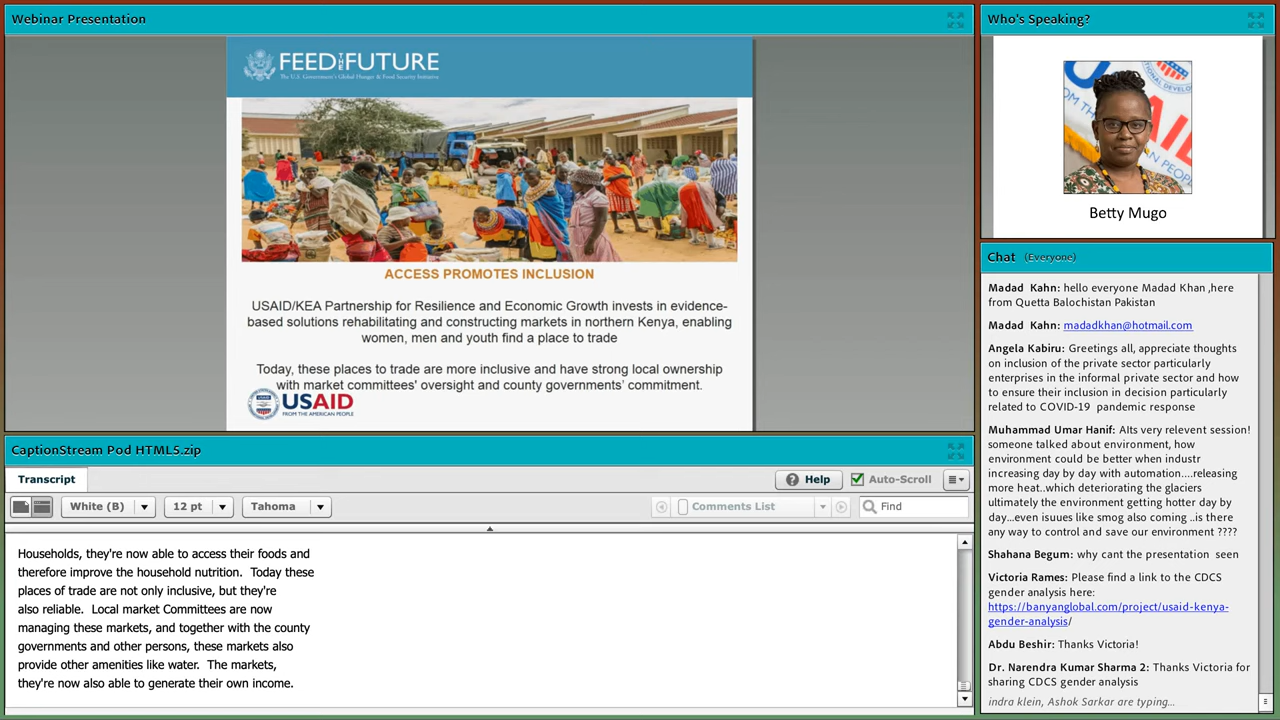 Webinar Presentation
FEED THE FUTURE
The U.S. Government's Global Hunger & Food Security Initiative
ACCESS PROMOTES INCLUSION
USAID/KEA Partnership for Resilience and Economic Growth invests in evidence-
based solutions rehabilitating and constructing markets in northern Kenya, enabling
women, men and youth find a place to trade
Today, these places to trade are more inclusive and have strong local ownership
with market committees' oversight and county governments' commitment.
USAID
FROM THE AMERICAN PEOPLE
Who's Speaking?
Betty Mugo
Chat (Everyone)
Madad Kahn: hello everyone Madad Khan ,here
from Quetta Balochistan Pakistan
Madad Kahn: madadkhan@hotmail.com
Angela Kabiru: Greetings all, appreciate thoughts
on inclusion of the private sector particularly
enterprises in the informal private sector and how
to ensure their inclusion in decision particularly
related to COVID-19 pandemic response
Muhammad Umar Hanif: AIts very relevent session!
someone talked about environment, how
environment could be better when industr
increasing day by day with automation....releasing
more heat..which deteriorating the glaciers
ultimately the environment getting hotter day by
day...even isuues like smog also coming ..is there
any way to control and save our environment ????
Shahana Begum: why cant the presentation seen
Victoria Rames: Please find a link to the CDCS
gender analysis here:
https://banyanglobal.com/project/usaid-kenya-
gender-analysis/
Abdu Beshir: Thanks Victoria!
Dr. Narendra Kumar Sharma 2: Thanks Victoria for
sharing CDCS gender analysis
indra klein, Ashok Sarkar are typing...
CaptionStream Pod HTML5.zip
Transcript
Help
Auto-Scroll
White (B)
12 pt
Tahoma
Comments List
Find
Households, they're now able to access their foods and
therefore improve the household nutrition. Today these
places of trade are not only inclusive, but they're
also reliable. Local market Committees are now
managing these markets, and together with the county
governments and other persons, these markets also
provide other amenities like water. The markets,
they're now also able to generate their own income.